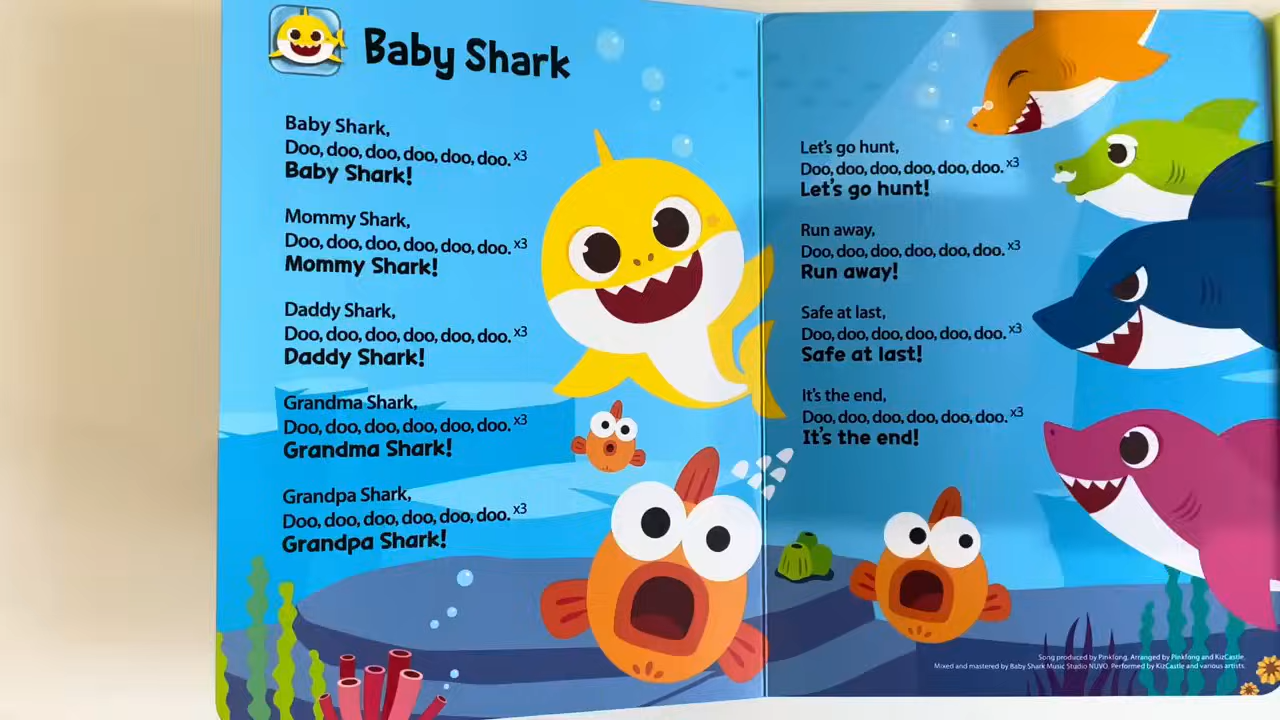 Baby Shark
Baby Shark,
Doo, doo, doo, doo, doo, doo. x3
Baby Shark!
Mommy Shark,
Doo, doo, doo, doo, doo, doo. x3
Mommy Shark!
Daddy Shark,
Doo, doo, doo, doo, doo, doo. x3
Daddy Shark!
Grandma Shark,
Doo, doo, doo, doo, doo, doo. x3
Grandma Shark!
Grandpa Shark,
Doo, doo, doo, doo, doo, doo. x3
Grandpa Shark!
Let's go hunt,
Doo, doo, doo, doo, doo, doo. x3
Let's go hunt!
Run away,
Doo, doo, doo, doo, doo, doo. x3
Run away!
Safe at last,
Doo, doo, doo, doo, doo, doo. x3
Safe at last!
It's the end,
Doo, doo, doo, doo, doo, doo. x3
It's the end!
Song produced by Pinkfong. Arranged by Pinkfong and KizCastle.
Mixed and mastered by Baby Shark Music Studio NUVO. Performed by KizCastle and various artists.